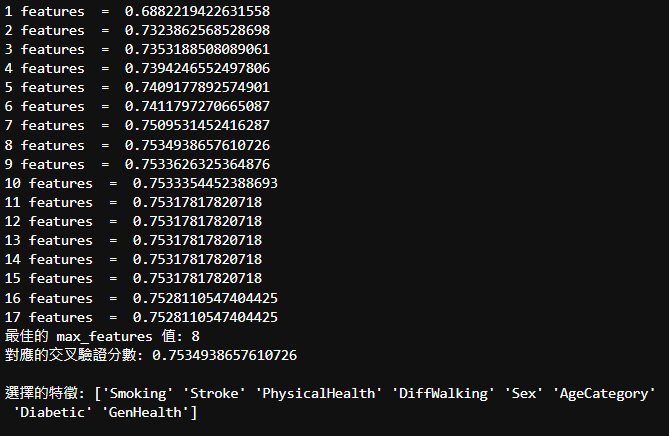 1 features  =  0.6882219422631558
2 features  =  0.7323862568528698
3 features  =  0.7353188508089061
4 features  =  0.7394246552497806
5 features  =  0.7409177892574901
6 features  =  0.7411797270665087
7 features  =  0.7509531452416287
8 features  =  0.7534938657610726
9 features  =  0.7533626325364876
10 features  =  0.7533354452388693
11 features  =  0.75317817820718
12 features  =  0.75317817820718
13 features  =  0.75317817820718
14 features  =  0.75317817820718
15 features  =  0.75317817820718
16 features  =  0.7528110547404425
17 features  =  0.7528110547404425
最佳的 max_features 值: 8
對應的交叉驗證分數: 0.7534938657610726
選擇的特徵: ['Smoking' 'Stroke' 'PhysicalHealth' 'DiffWalking' 'Sex' 'AgeCategory'
'Diabetic' 'GenHealth']